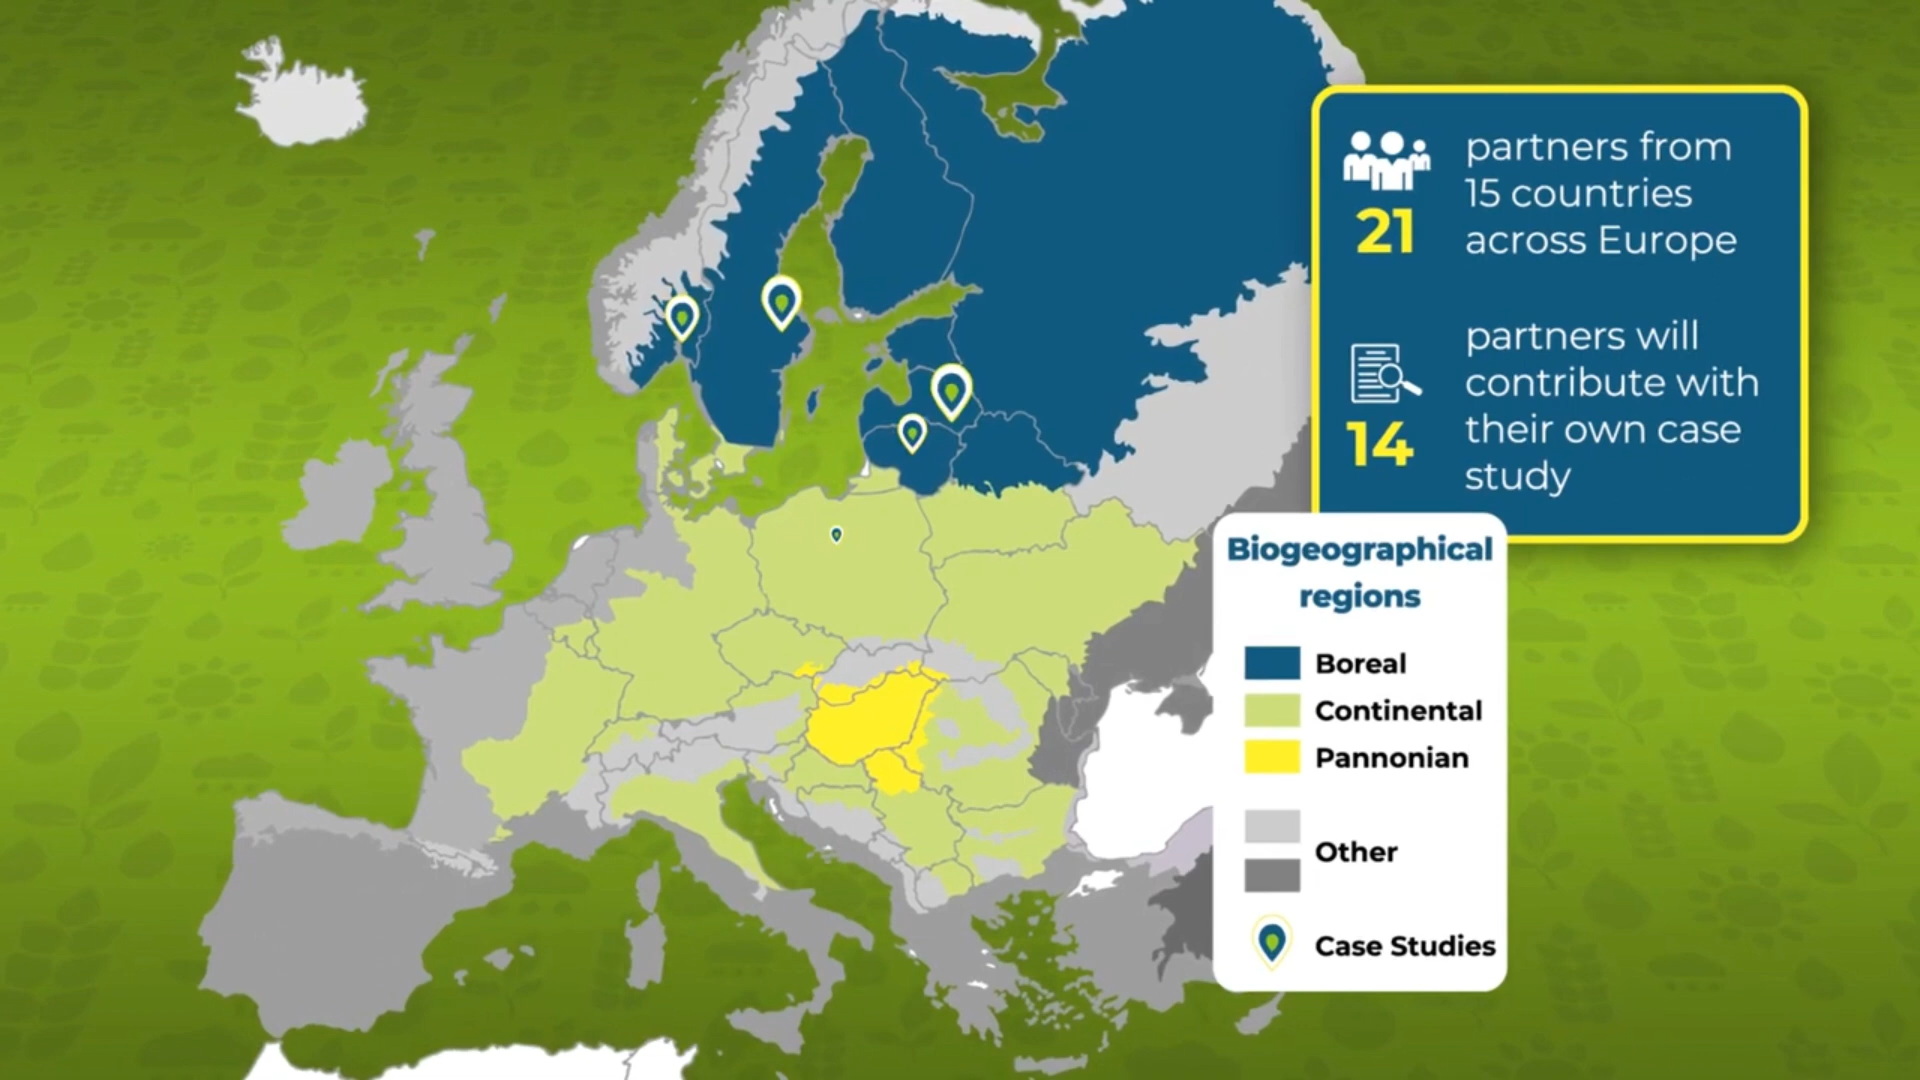 21
partners from
15 countries
across Europe
14
partners will
contribute with
their own case
study
Biogeographical
regions
Boreal
Continental
Pannonian
Other
Case Studies